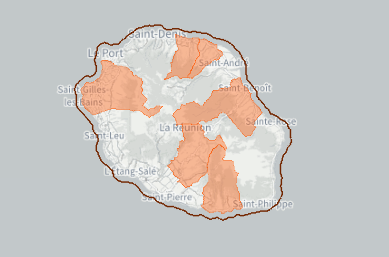 Saint-Denis
Le Port
Saint-André
Saint-Gilles
les Bains
Saint-Benoît
Sainte-Rose
La Réunion
Saint-Leu
L'Étang-Salé
Saint-Pierre
Saint-Philippe